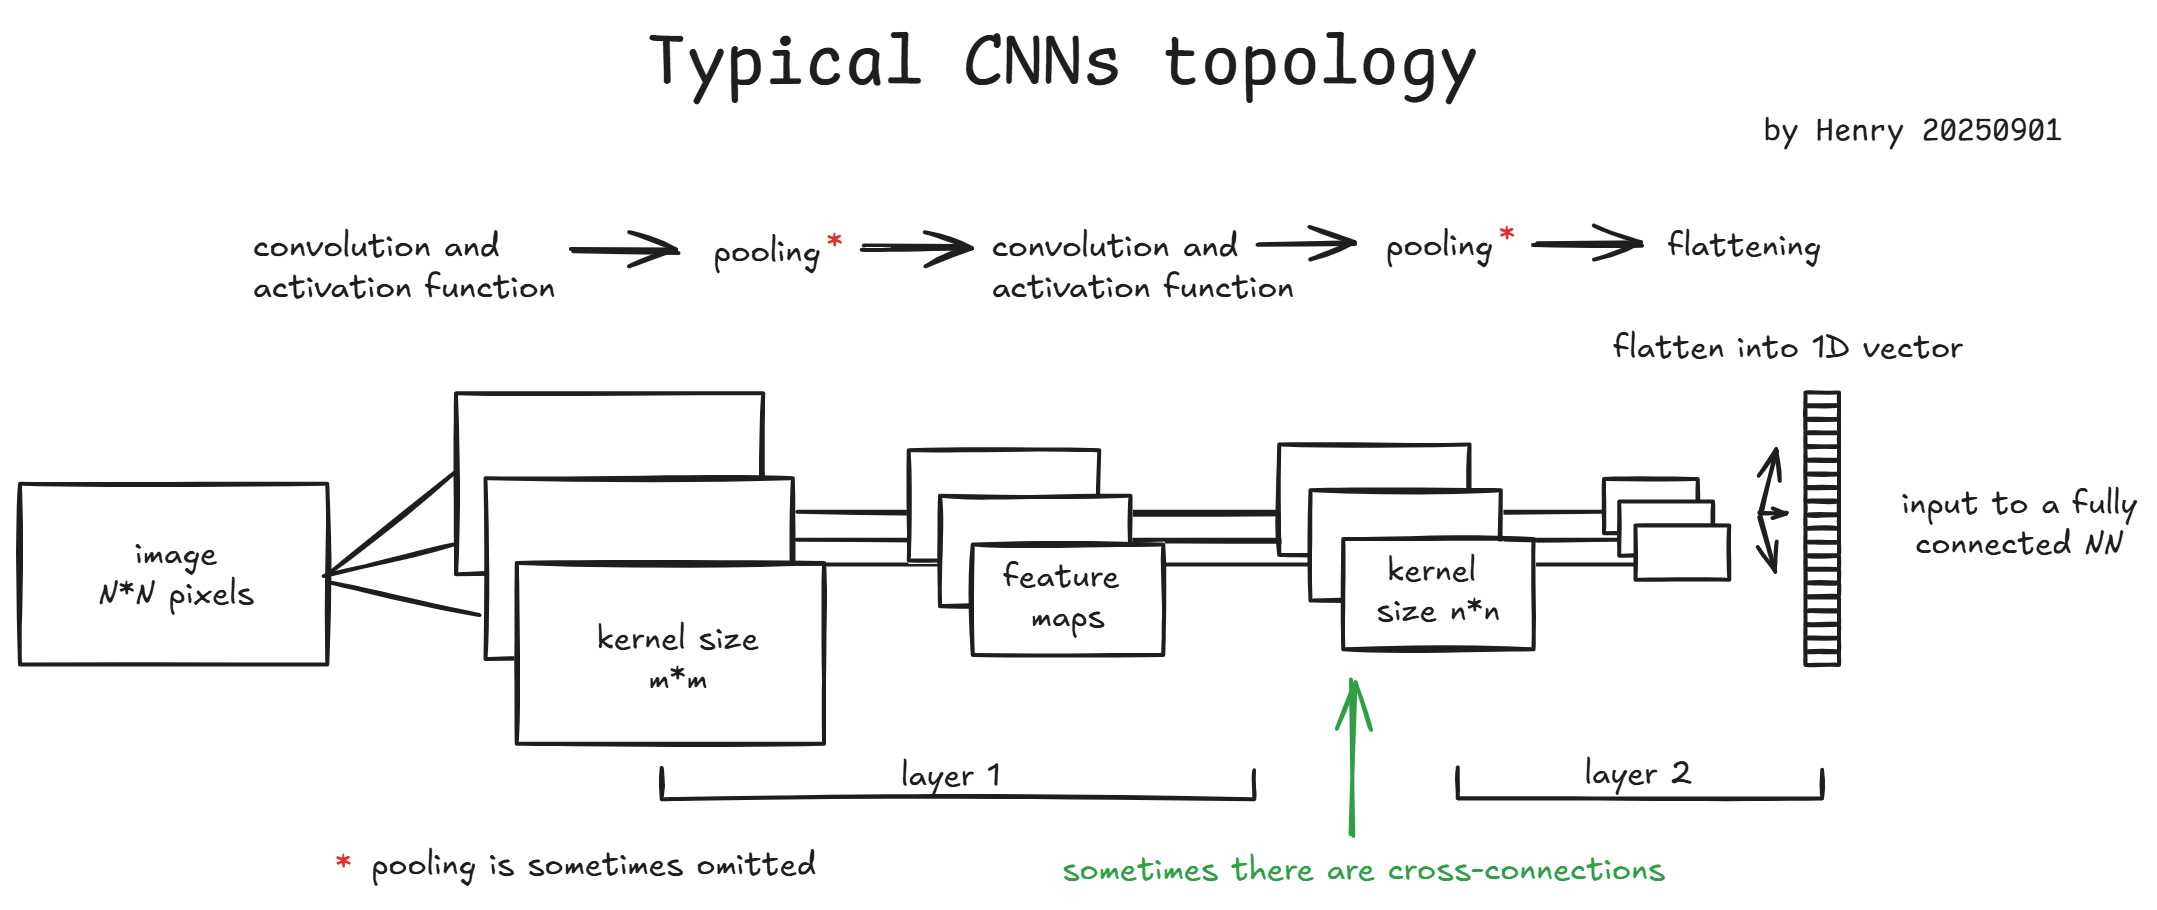 Typical CNNs topology
by Henry 20250901
convolution and
activation function
pooling*
convolution and
activation function
pooling*
flattening
flatten into 1D vector
image
N*N pixels
kernel size
m*m
feature
maps
kernel
size n*n
input to a fully
connected NN
layer 1
layer 2
* pooling is sometimes omitted
sometimes there are cross-connections